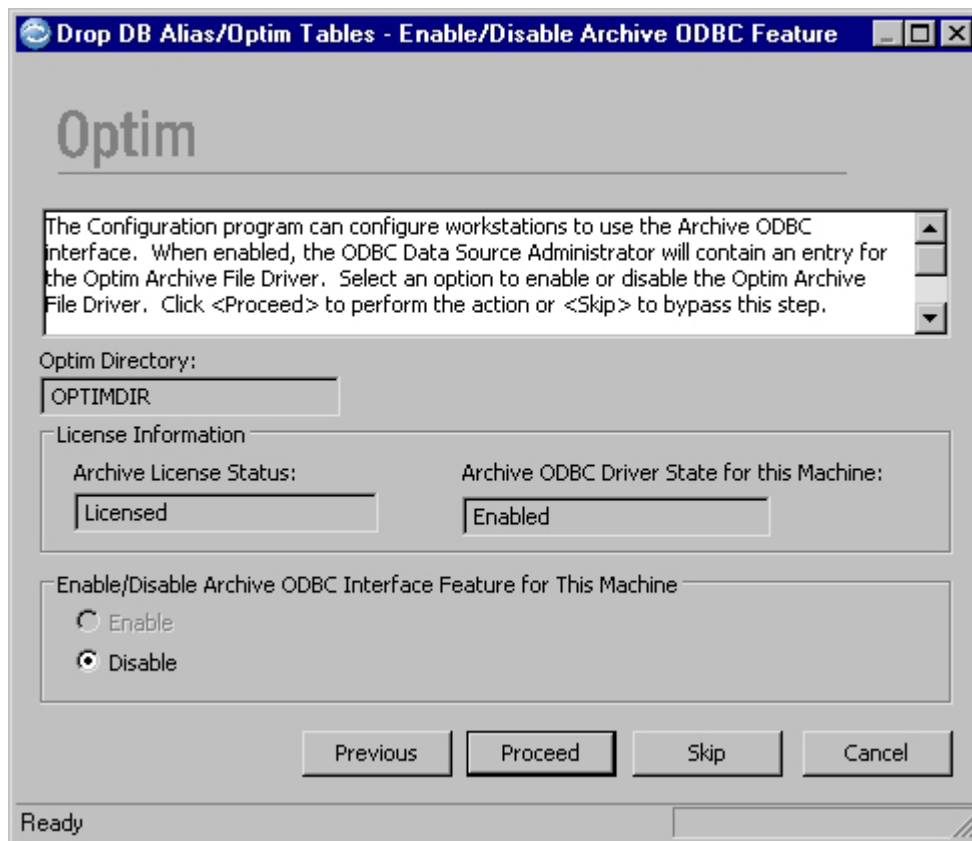 Drop DB Alias/Optim Tables - Enable/Disable Archive ODBC Feature
Optim
The Configuration program can configure workstations to use the Archive ODBC
interface.  When enabled, the ODBC Data Source Administrator will contain an entry for
the Optim Archive File Driver.  Select an option to enable or disable the Optim Archive
File Driver.  Click <Proceed> to perform the action or <Skip> to bypass this step.
Optim Directory:
OPTIMDIR
License Information
Archive License Status:
Archive ODBC Driver State for this Machine:
Licensed
Enabled
Enable/Disable Archive ODBC Interface Feature for This Machine
Enable
Disable
Previous
Proceed
Skip
Cancel
Ready